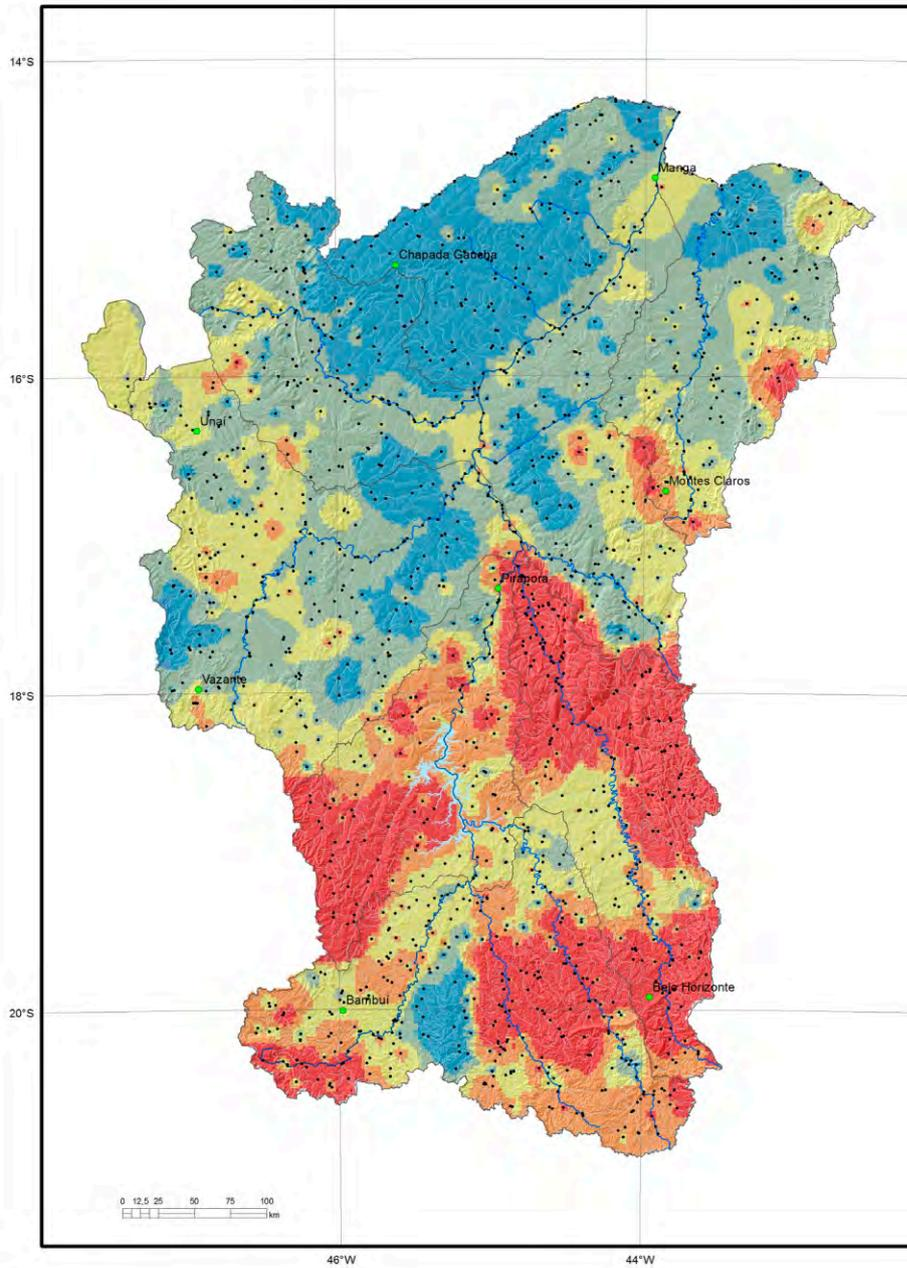 14°S
Manga
Chapada Gaúcha
16°S
Unaí
Montes Claros
Pirapora
18°S
Vazante
Belo Horizonte
20°S
Bambuí
0 12,5 25 50 75 100
km
46°W 44°W